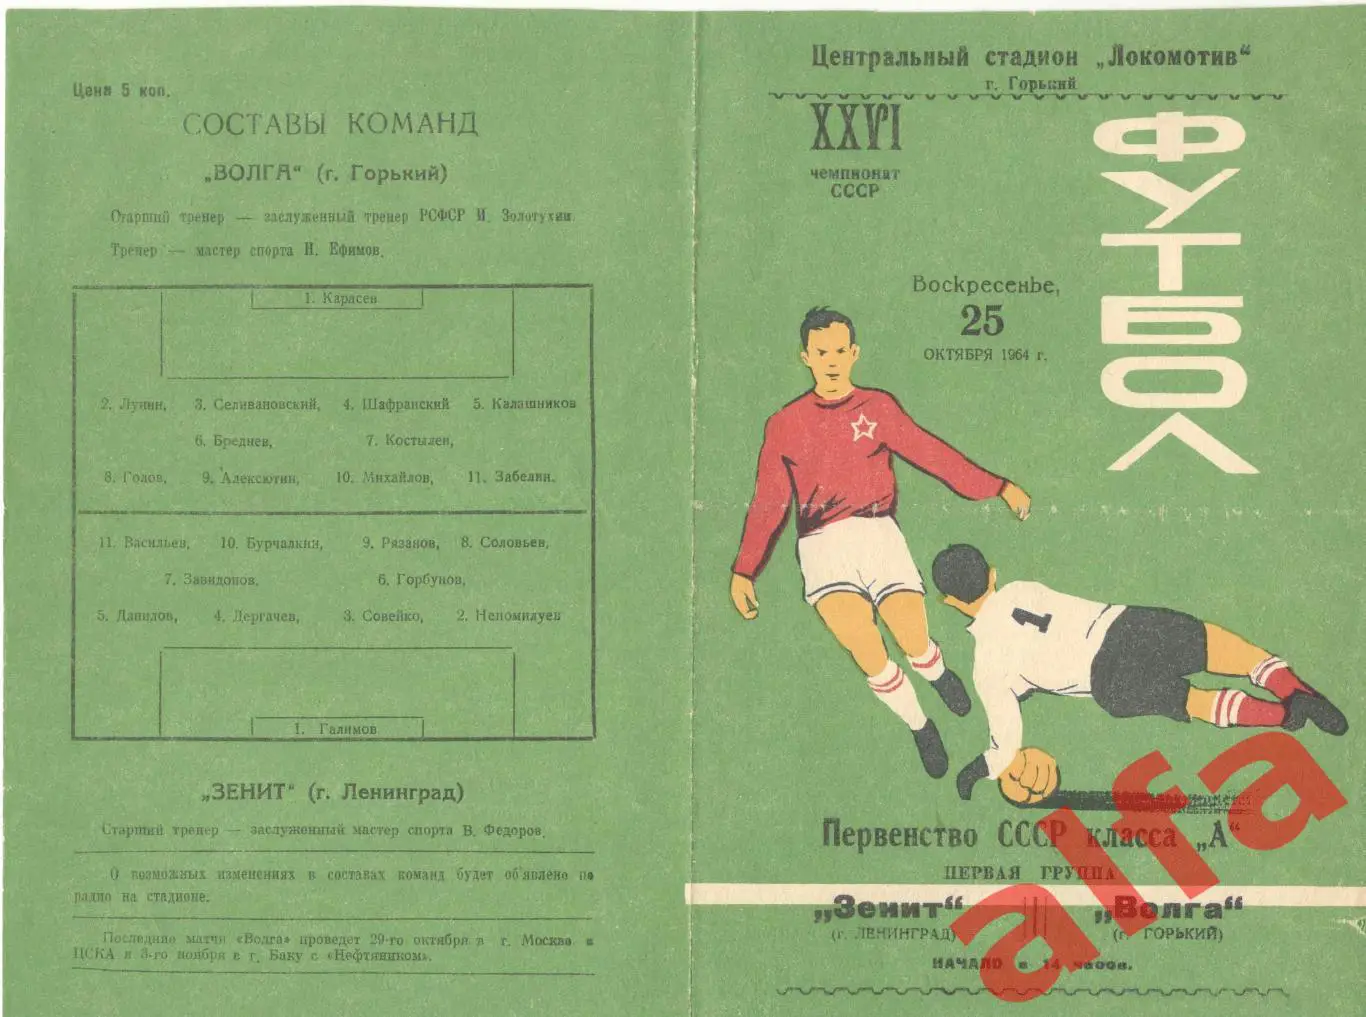 Цена 5 коп.
СОСТАВЫ КОМАНД
„ВОЛГА“ (г. Горький)
Старший тренер — заслуженный тренер РСФСР И. Золотухин.
Тренер — мастер спорта Н. Ефимов.
1. Карасев
2. Лунин, 3. Селивановский, 4. Шафранский 5. Калашников
6. Бреднев, 7. Костылев,
8. Голов, 9. Алексютин, 10. Михайлов, 11. Забелин.
11. Васильев, 10. Бурчалкин, 9. Рязанов, 8. Соловьев,
7. Завидонов, 6. Горбунов,
5. Данилов, 4. Дергачев, 3. Совейко, 2. Непомилуев
1. Галимов
„ЗЕНИТ“ (г. Ленинград)
Старший тренер — заслуженный мастер спорта В. Федоров.
О возможных изменениях в составах команд будет об'явлено по
радио на стадионе.
Последние матчи «Волга» проведет 29-го октября в г. Москве с
ЦСКА и 3-го ноября в г. Баку с «Нефтяником».
Центральный стадион „Локомотив“
г. Горький
XXVI
чемпионат
СССР
ФУТБОЛ
Воскресенье,
25
ОКТЯБРЯ 1964 г.
1
Первенство СССР класса „А“
ПЕРВАЯ ГРУППА
„Зенит“ „Волга“
(г. ЛЕНИНГРАД) (г. ГОРЬКИЙ)
НАЧАЛО в 14 часов.
alfa